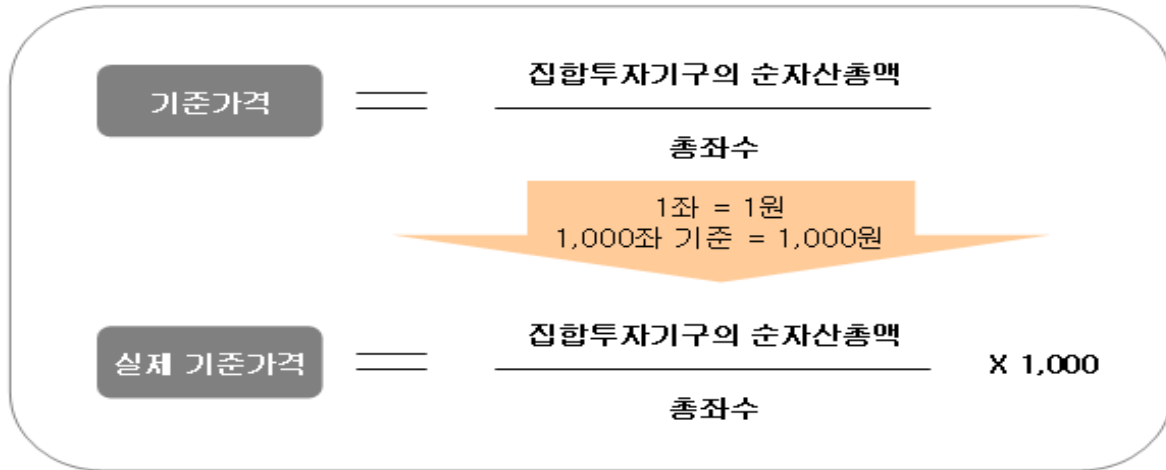 집합투자기구의 순자산총액
기준가격
총좌수
1좌 = 1원
1,000좌 기준 = 1,000원
집합투자기구의 순자산총액
실제 기준가격
X 1,000
총좌수